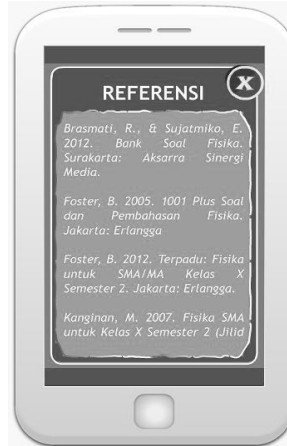 REFERENSI
X
Brasmati, R., & Sujatmiko, E.
2012. Bank Soal Fisika.
Surakarta: Aksarra Sinergi
Media.
Foster, B. 2005. 1001 Plus Soal
dan Pembahasan Fisika.
Jakarta: Erlangga
Foster, B. 2012. Terpadu: Fisika
untuk SMA/MA Kelas X
Semester 2. Jakarta: Erlangga.
Kanginan, M. 2007. Fisika SMA
untuk Kelas X Semester 2 (Jilid